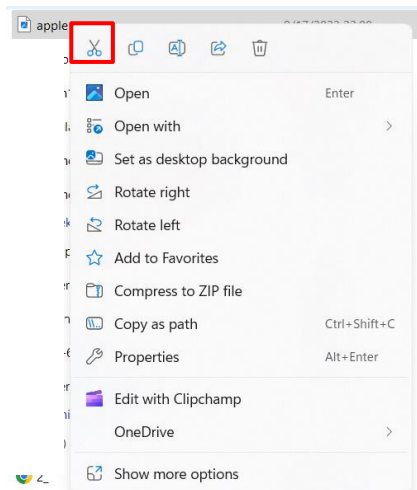 apple
Open Enter
Open with
Set as desktop background
Rotate right
Rotate left
Add to Favorites
Compress to ZIP file
Copy as path Ctrl+Shift+C
Properties Alt+Enter
Edit with Clipchamp
OneDrive
Show more options